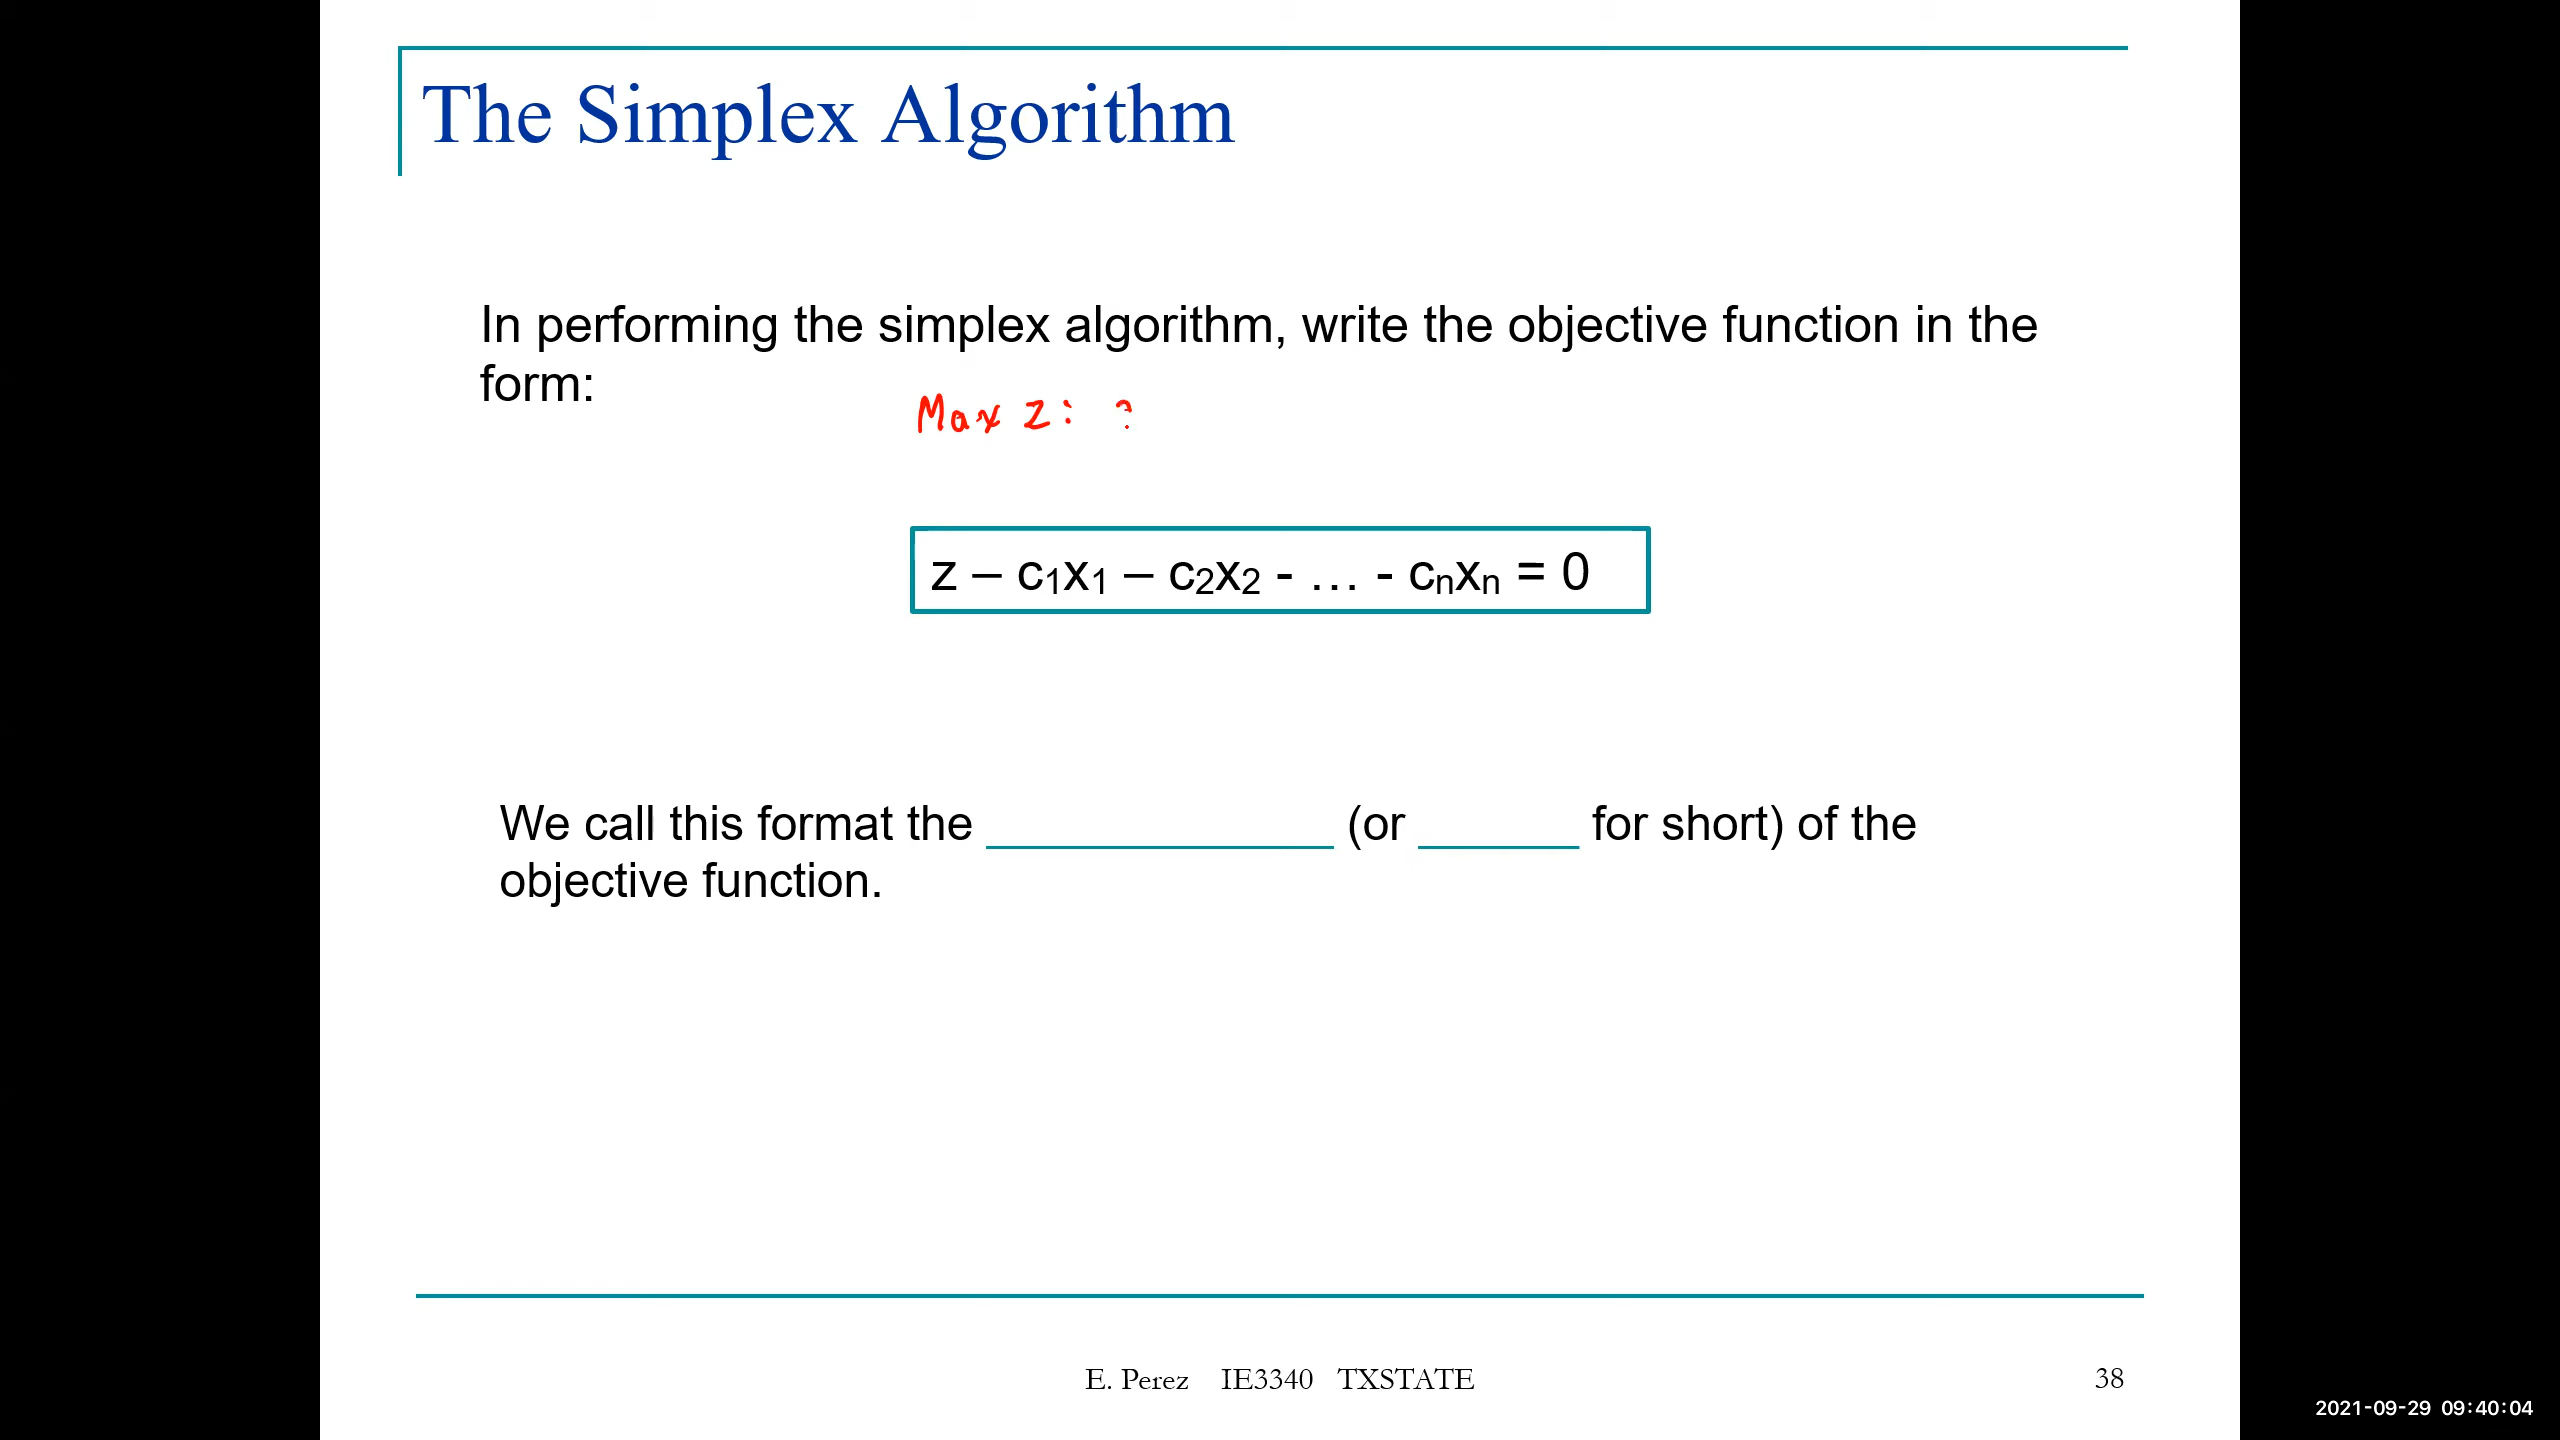 The Simplex Algorithm
In performing the simplex algorithm, write the objective function in the
form:
Max z: ?
z – c₁x₁ – c₂x₂ - … - cₙxₙ = 0
We call this format the ______________ (or ______ for short) of the
objective function.
E. Perez IE3340 TXSTATE
38
2021-09-29 09:40:04